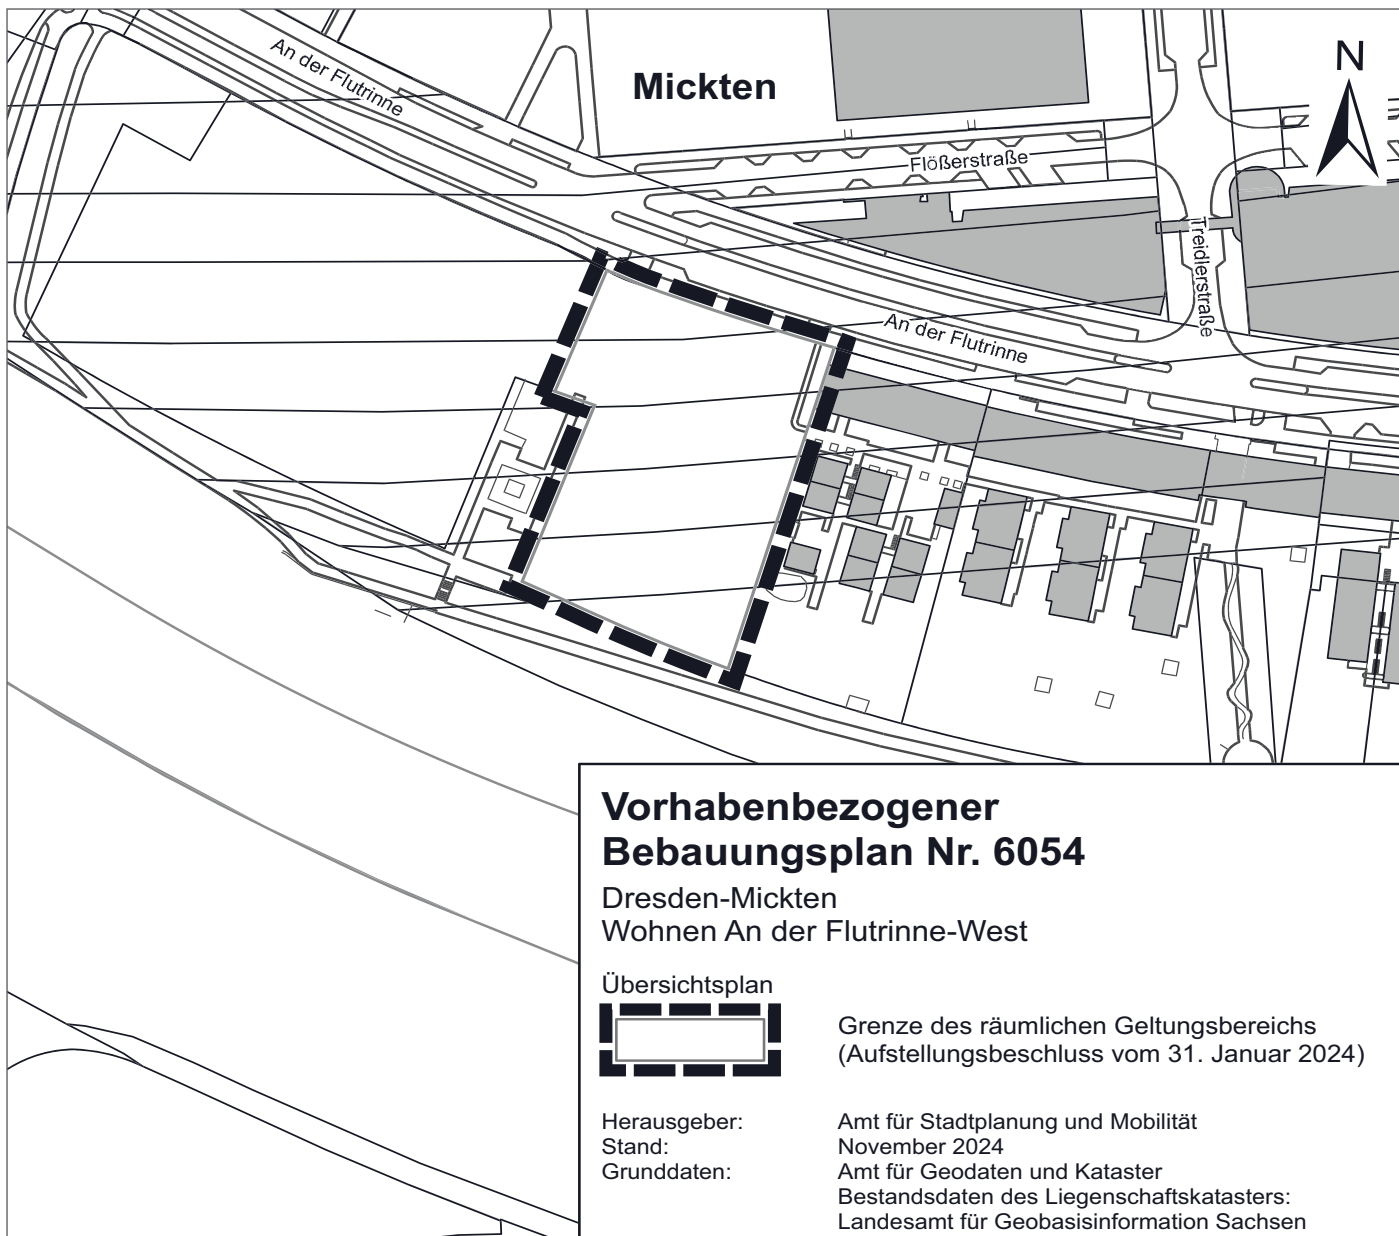 An der Flutrinne
Mickten
N
Flößerstraße
Treidlerstraße
An der Flutrinne
Vorhabenbezogener
Bebauungsplan Nr. 6054
Dresden-Mickten
Wohnen An der Flutrinne-West
Übersichtsplan
Grenze des räumlichen Geltungsbereichs
(Aufstellungsbeschluss vom 31. Januar 2024)
Herausgeber: Amt für Stadtplanung und Mobilität
Stand: November 2024
Grunddaten: Amt für Geodaten und Kataster
Bestandsdaten des Liegenschaftskatasters:
Landesamt für Geobasisinformation Sachsen